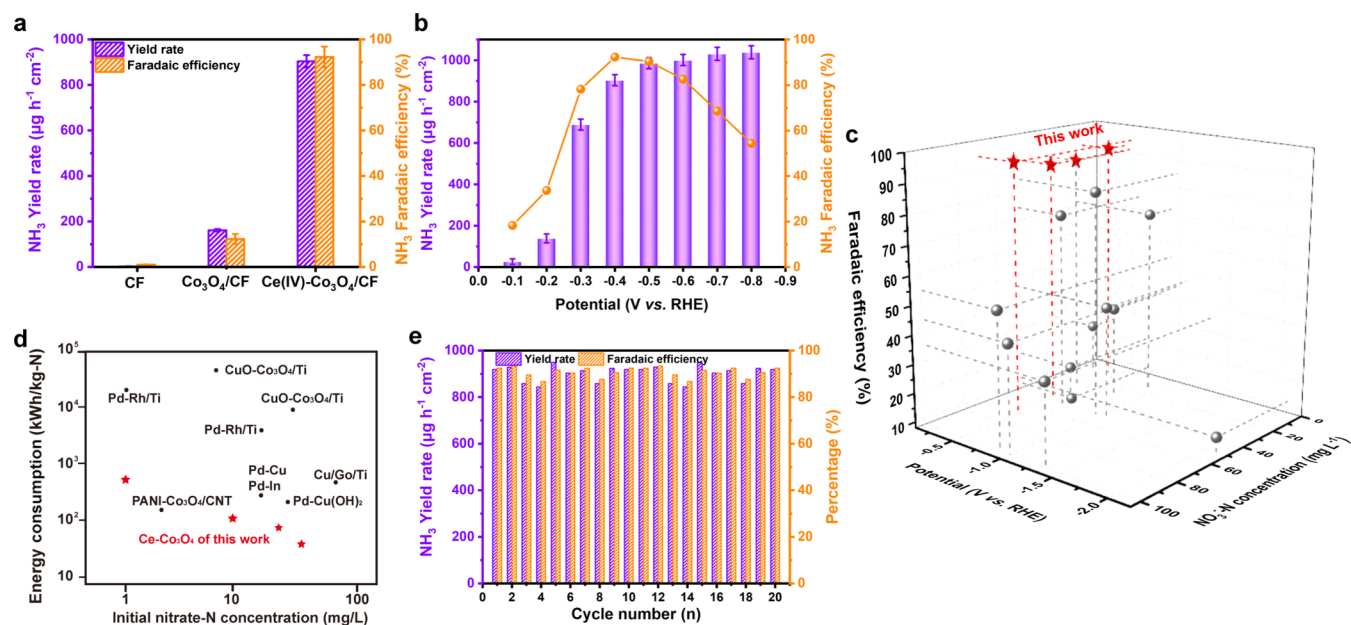 a
Yield rate
Faradaic efficiency
NH₃ Yield rate (µg h⁻¹ cm⁻²)
1000
800
600
400
200
0
NH₃ Faradaic efficiency (%)
100
80
60
40
20
0
CF
Co₃O₄/CF
Ce(IV)-Co₃O₄/CF
b
NH₃ Yield rate (µg h⁻¹ cm⁻²)
1000
800
600
400
200
0
NH₃ Faradaic efficiency (%)
100
80
60
40
20
0
-0.1 -0.2 -0.3 -0.4 -0.5 -0.6 -0.7 -0.8 -0.9
Potential (V vs. RHE)
c
This work
Faradaic efficiency (%)
100
90
80
70
60
50
40
30
20
10
-0.5
-1.0
-1.5
-2.0
Potential (V vs. RHE)
0
20
40
60
80
100
NO₃⁻-N concentration (mg L⁻¹)
d
Energy consumption (kWh/kg-N)
10⁵
10⁴
10³
10²
10
CuO-Co₃O₄/Ti
Pd-Rh/Ti
CuO-Co₃O₄/Ti
Pd-Rh/Ti
Pd-Cu
Pd-In
Cu/Go/Ti
PANI-Co₃O₄/CNT
Pd-Cu(OH)₂
Ce-Co₃O₄ of this work
1 10 100
Initial nitrate-N concentration (mg/L)
e
Yield rate
Faradaic efficiency
NH₃ Yield rate (µg h⁻¹ cm⁻²)
1000
800
600
400
200
0
Percentage (%)
100
80
60
40
20
0
0 2 4 6 8 10 12 14 16 18 20
Cycle number (n)